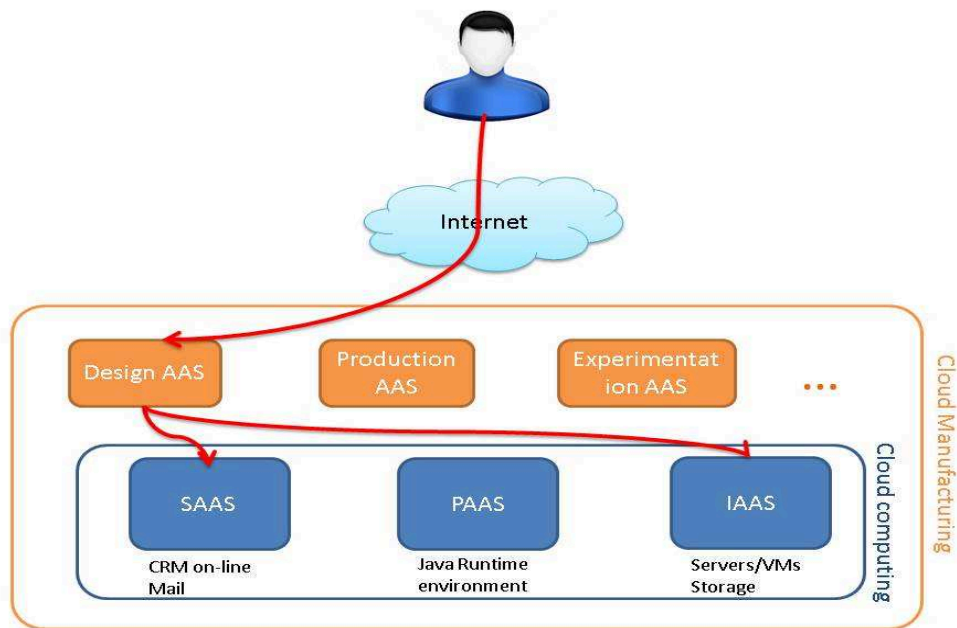 Internet
Design AAS
Production
AAS
Experimentat
ion AAS
...
Cloud Manufacturing
SAAS
PAAS
IAAS
Cloud computing
CRM on-line
Mail
Java Runtime
environment
Servers/VMs
Storage